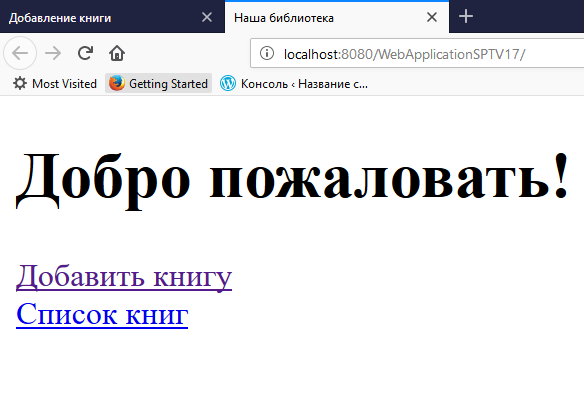 Добавление книги
Наша библиотека
localhost:8080/WebApplicationSPTV17/
Most Visited Getting Started Консоль ‹ Название с...
Добро пожаловать!
Добавить книгу
Список книг